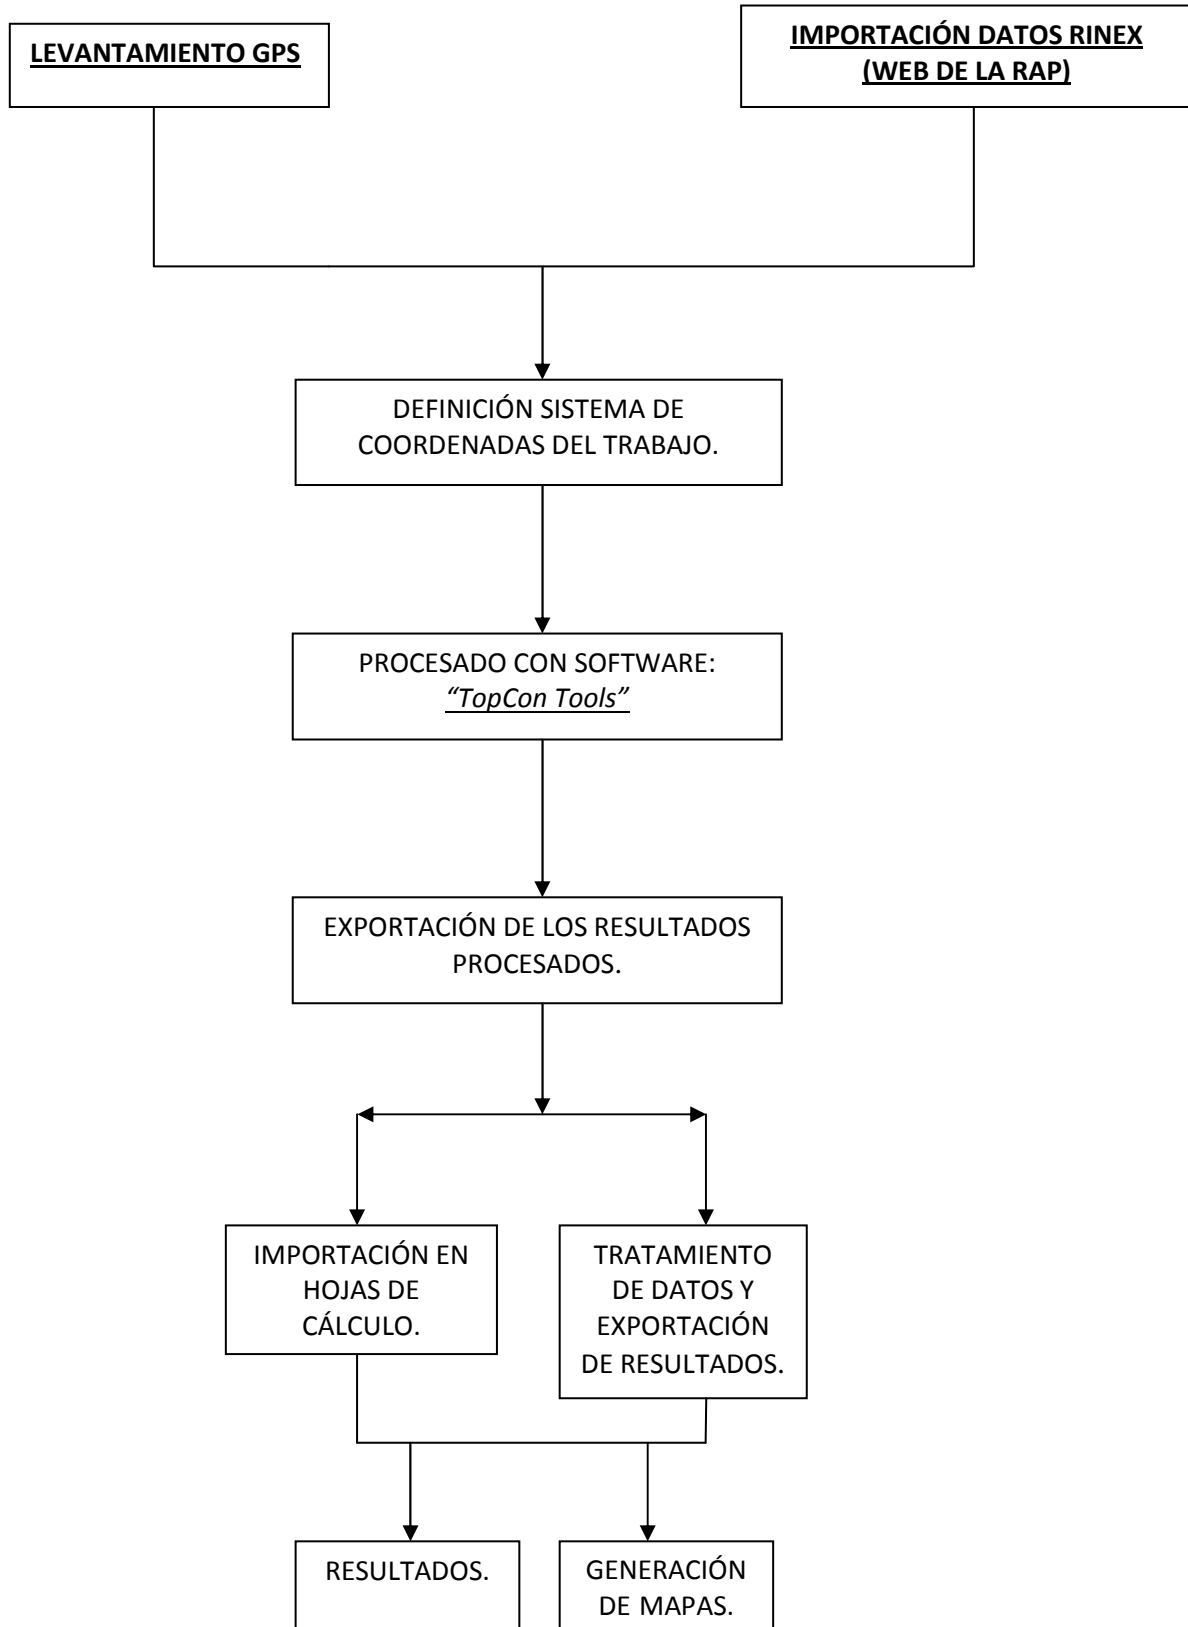 LEVANTAMIENTO GPS
IMPORTACIÓN DATOS RINEX
(WEB DE LA RAP)
DEFINICIÓN SISTEMA DE
COORDENADAS DEL TRABAJO.
PROCESADO CON SOFTWARE:
“TopCon Tools”
EXPORTACIÓN DE LOS RESULTADOS
PROCESADOS.
IMPORTACIÓN EN
HOJAS DE
CÁLCULO.
TRATAMIENTO
DE DATOS Y
EXPORTACIÓN
DE RESULTADOS.
RESULTADOS.
GENERACIÓN
DE MAPAS.